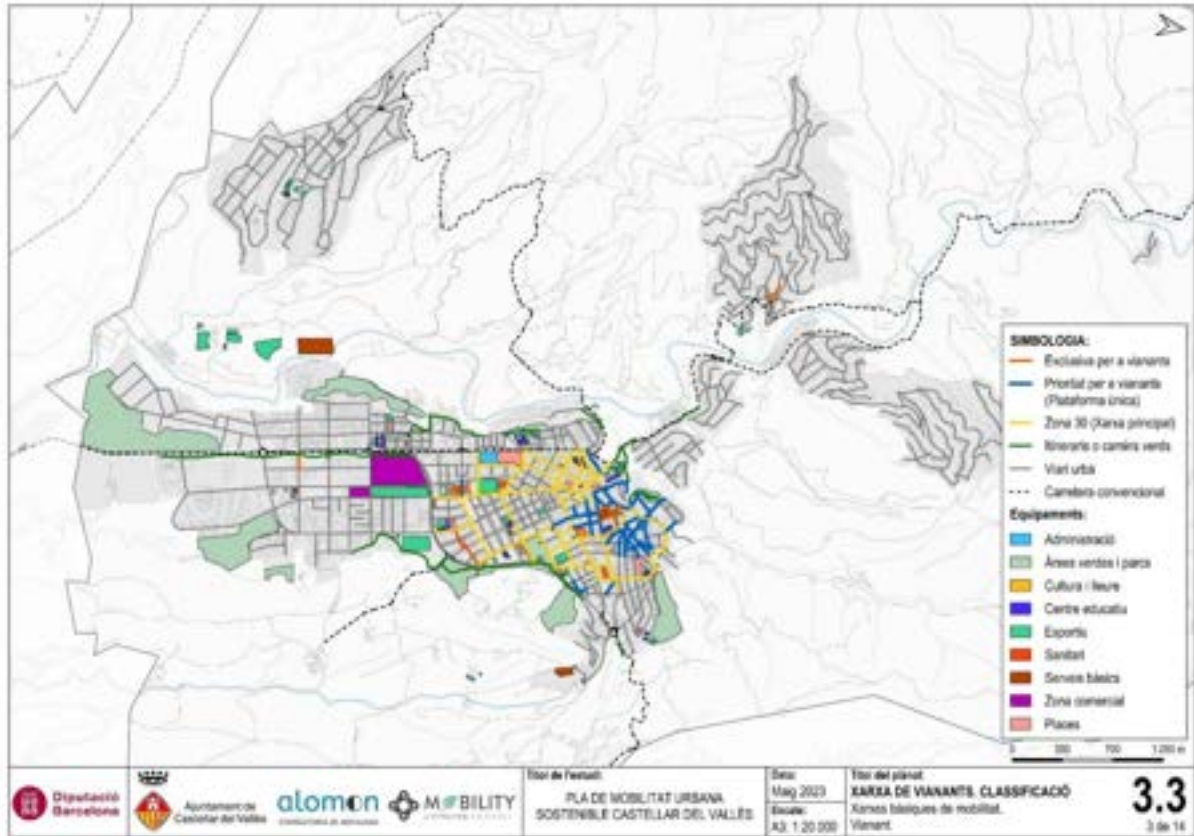 SIMBOLOGIA:
Exclusiva per a vianants
Prioritat per a vianants
(Plataforma única)
Zona 30 (Xarxa principal)
Itineraris o camins verds
Viari urbà
Carretera convencional
Equipaments:
Administració
Àrees verdes i parcs
Cultura i lleure
Centre educatiu
Esportiu
Sanitari
Serveis bàsics
Zona comercial
Places
0
700
Diputació
Barcelona
Ajuntament de
Castellar del Vallès
alomon
MOBILITY
Títol de l'estudi:
PLA DE MOBILITAT URBANA
SOSTENIBLE CASTELLAR DEL VALLÈS
Data:
Maig 2023
Escala:
A3: 1:20.000
Títol del plànol:
XARXA DE VIANANTS. CLASSIFICACIÓ
Xarxes bàsiques de mobilitat.
Vianant.
3.3
3 de 14